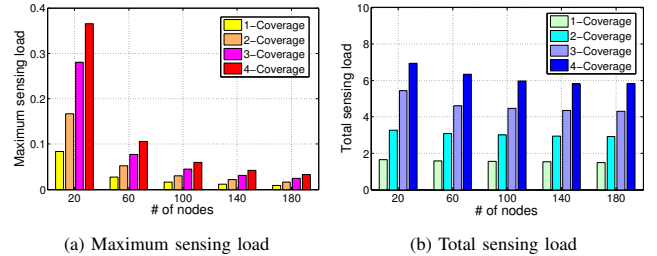 0.4
0.3
0.2
0.1
0
Maximum sensing load
1−Coverage
2−Coverage
3−Coverage
4−Coverage
20 60 100 140 180
# of nodes
(a) Maximum sensing load
10
8
6
4
2
0
Total sensing load
1−Coverage
2−Coverage
3−Coverage
4−Coverage
20 60 100 140 180
# of nodes
(b) Total sensing load